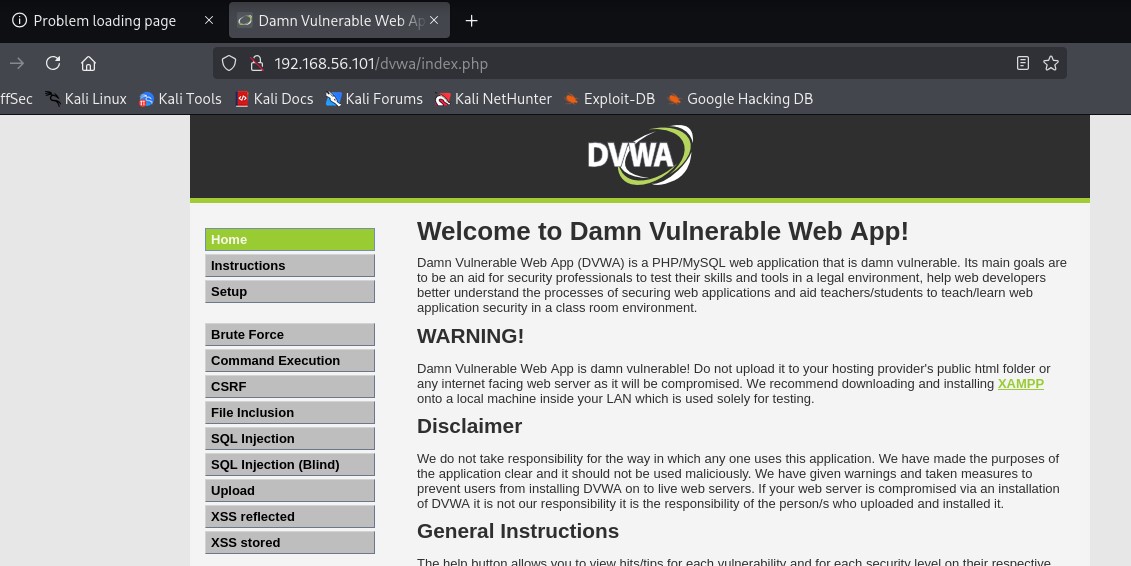 Problem loading page
Damn Vulnerable Web Ap
192.168.56.101/dvwa/index.php
ffSec Kali Linux Kali Tools Kali Docs Kali Forums Kali NetHunter Exploit-DB Google Hacking DB
DVWA
Home
Instructions
Setup
Brute Force
Command Execution
CSRF
File Inclusion
SQL Injection
SQL Injection (Blind)
Upload
XSS reflected
XSS stored
Welcome to Damn Vulnerable Web App!
Damn Vulnerable Web App (DVWA) is a PHP/MySQL web application that is damn vulnerable. Its main goals are
to be an aid for security professionals to test their skills and tools in a legal environment, help web developers
better understand the processes of securing web applications and aid teachers/students to teach/learn web
application security in a class room environment.
WARNING!
Damn Vulnerable Web App is damn vulnerable! Do not upload it to your hosting provider's public html folder or
any internet facing web server as it will be compromised. We recommend downloading and installing XAMPP
onto a local machine inside your LAN which is used solely for testing.
Disclaimer
We do not take responsibility for the way in which any one uses this application. We have made the purposes of
the application clear and it should not be used maliciously. We have given warnings and taken measures to
prevent users from installing DVWA on to live web servers. If your web server is compromised via an installation
of DVWA it is not our responsibility it is the responsibility of the person/s who uploaded and installed it.
General Instructions
The help button allows you to view hits/tips for each vulnerability and for each security level on their respective